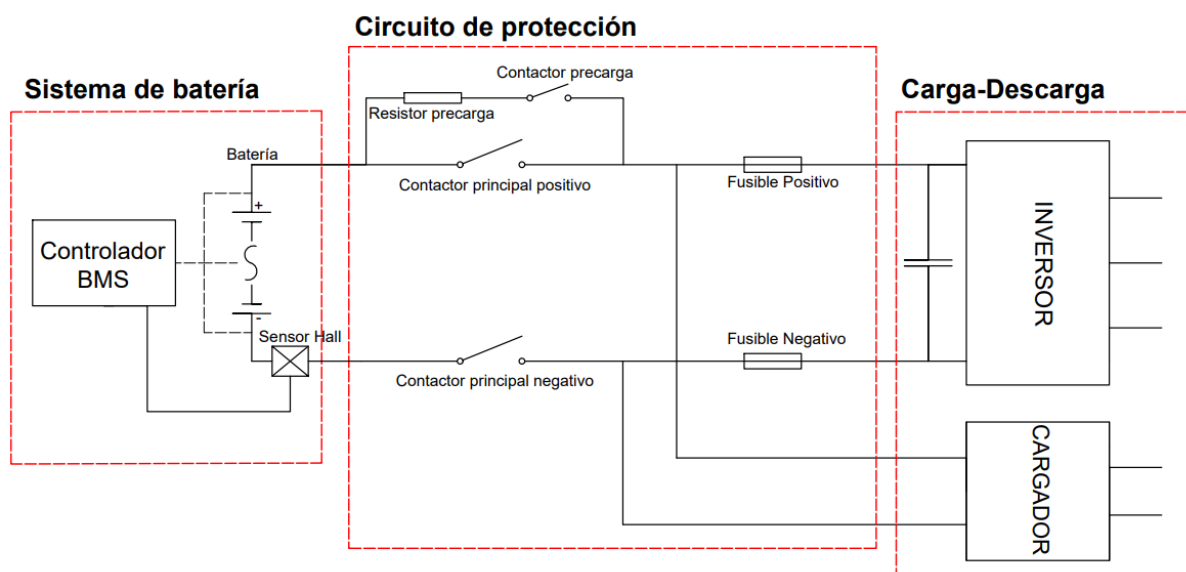 Circuito de protección
Sistema de batería
Contactor precarga
Carga-Descarga
Resistor precarga
Batería
Contactor principal positivo
Fusible Positivo
+
Controlador
BMS
INVERSOR
-
Sensor Hall
Fusible Negativo
Contactor principal negativo
CARGADOR